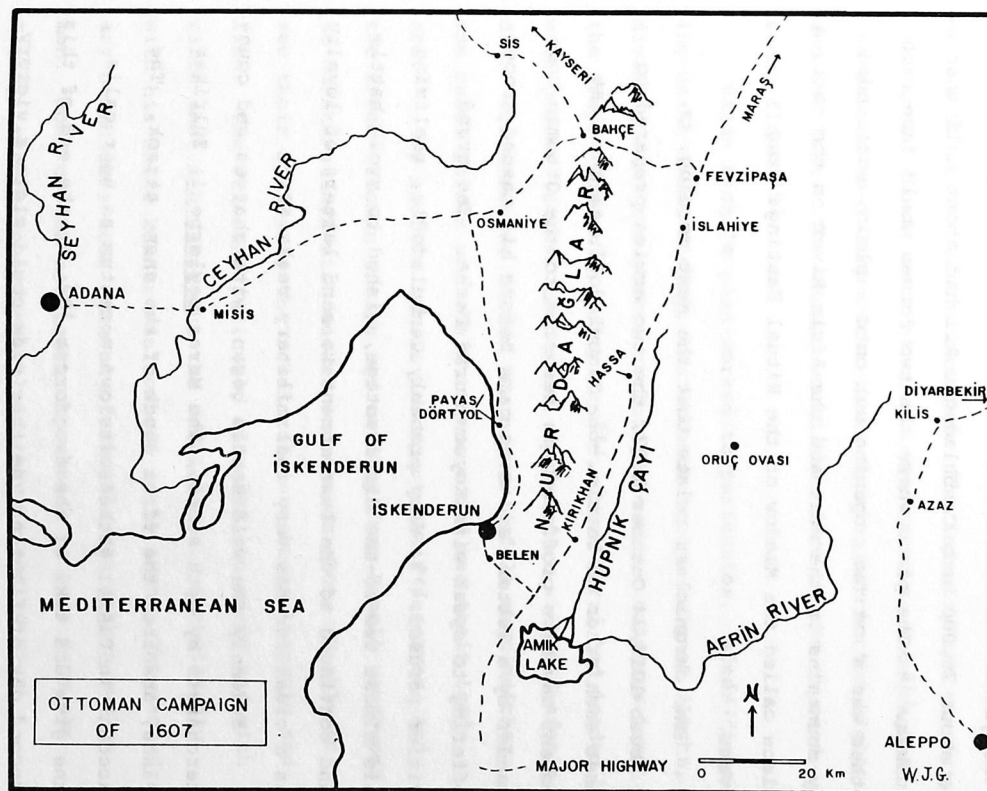 SIS
KAYSERİ
MARAŞ
BAHÇE
FEVZİPAŞA
SEYHAN RIVER
CEYHAN RIVER
OSMANİYE
İSLAHİYE
ADANA
MISIS
NUR DAĞLARI
HASSA
DİYARBEKİR
KİLİS
PAYAS
DÖRTYOL
GULF OF
İSKENDERUN
ORUÇ OVASI
HUPNIK ÇAYI
AZAZ
İSKENDERUN
KIRIKHAN
BELEN
MEDITERRANEAN SEA
AFRIN RIVER
AMIK
LAKE
N
OTTOMAN CAMPAIGN
OF 1607
ALEPPO
MAJOR HIGHWAY
0 20 Km
W.J.G.